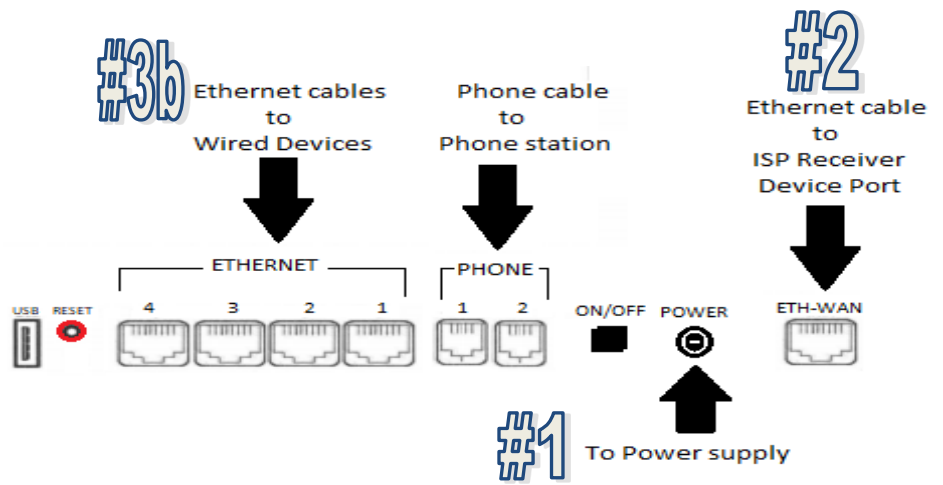 #3b
Ethernet cables
to
Wired Devices
Phone cable
to
Phone station
#2
Ethernet cable
to
ISP Receiver
Device Port
ETHERNET
PHONE
USB RESET 4 3 2 1 1 2 ON/OFF POWER ETH-WAN
#1
To Power supply